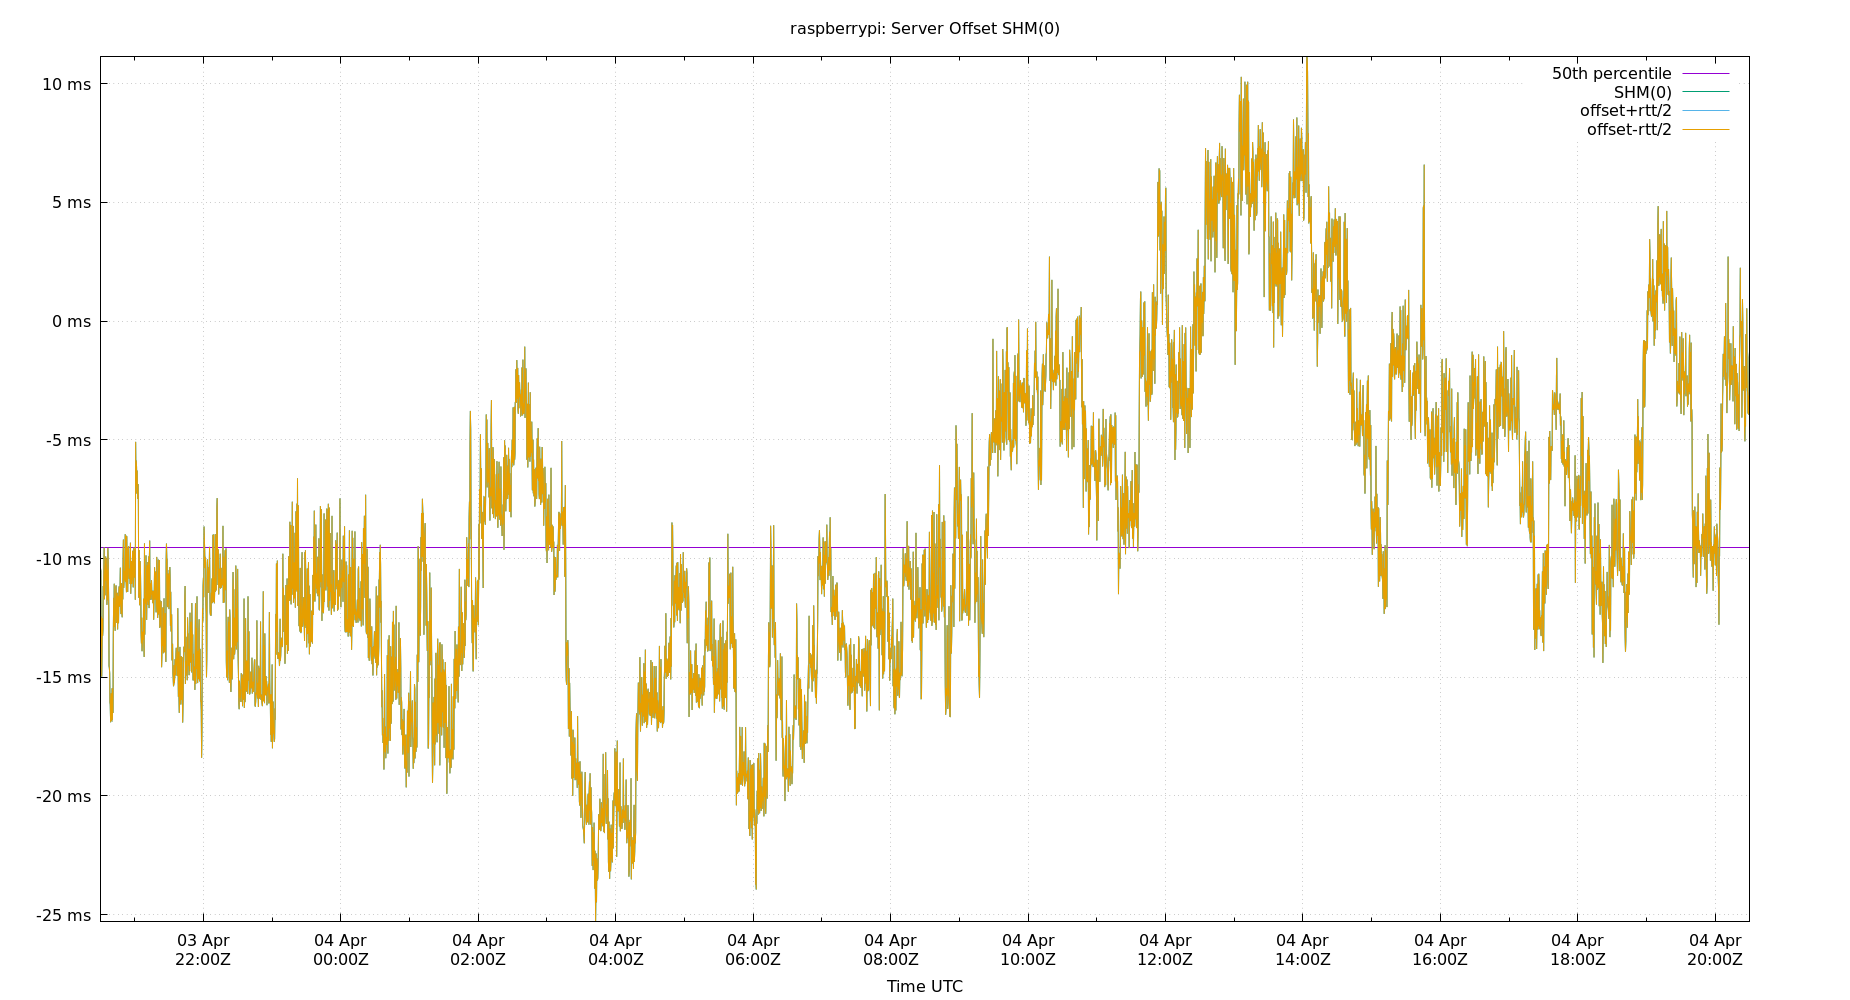 raspberrypi: Server Offset SHM(0)
50th percentile
SHM(0)
offset+rtt/2
offset-rtt/2
10 ms
5 ms
0 ms
-5 ms
-10 ms
-15 ms
-20 ms
-25 ms
03 Apr 04 Apr 04 Apr 04 Apr 04 Apr 04 Apr 04 Apr 04 Apr 04 Apr 04 Apr 04 Apr 04 Apr
22:00Z 00:00Z 02:00Z 04:00Z 06:00Z 08:00Z 10:00Z 12:00Z 14:00Z 16:00Z 18:00Z 20:00Z
Time UTC